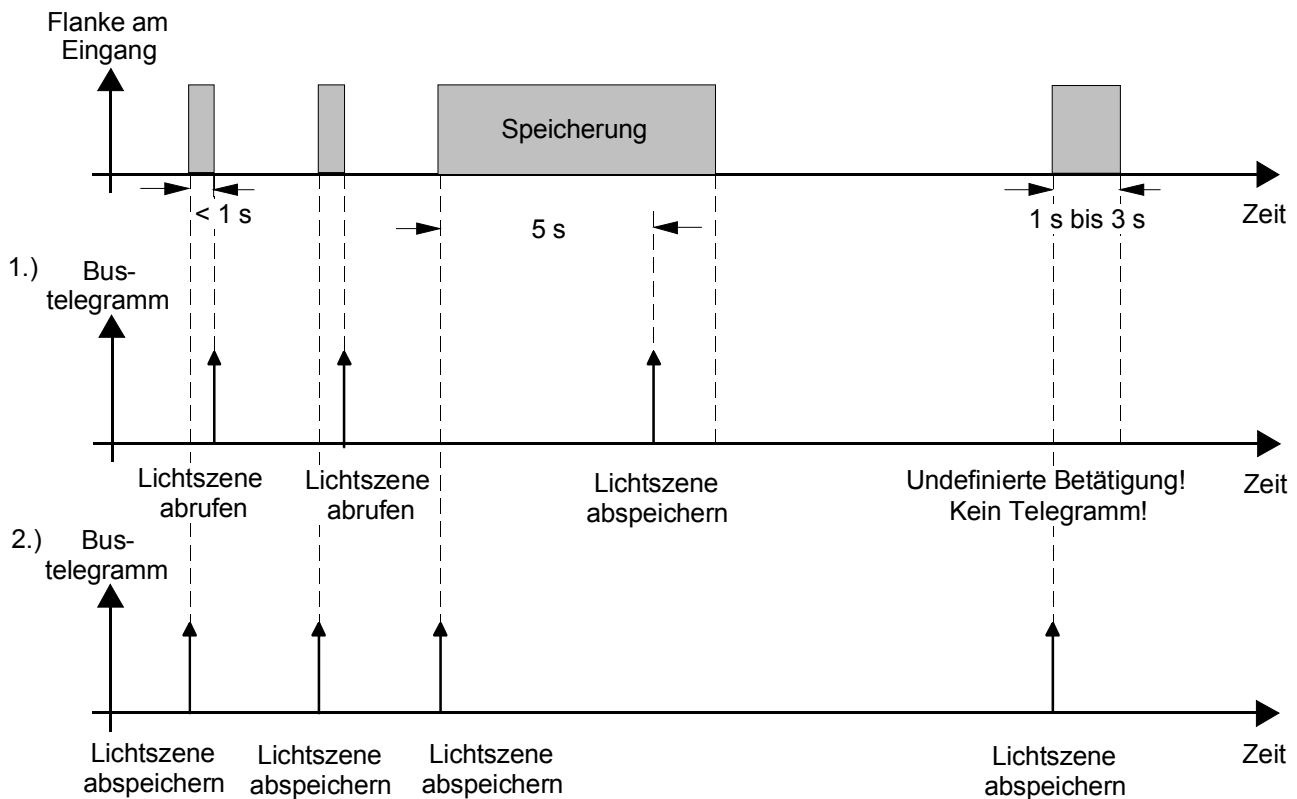 Flanke am
Eingang
Speicherung
< 1 s
5 s
1 s bis 3 s
Zeit
1.) Bus-
telegramm
Lichtszene
abrufen
Lichtszene
abrufen
Lichtszene
abspeichern
Undefinierte Betätigung!
Kein Telegramm!
Zeit
2.) Bus-
telegramm
Lichtszene
abspeichern
Lichtszene
abspeichern
Lichtszene
abspeichern
Lichtszene
abspeichern
Zeit